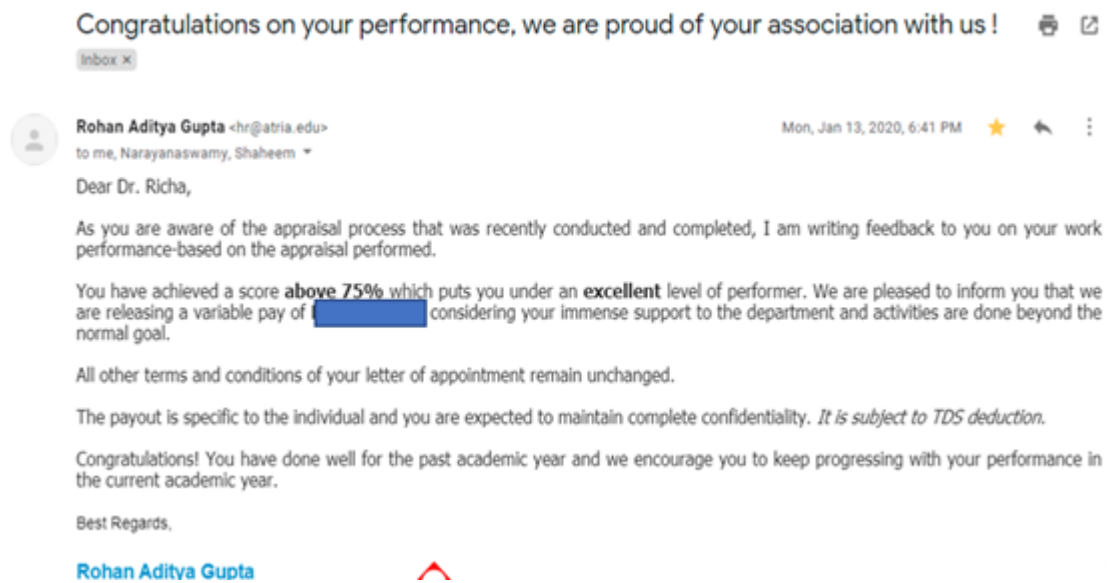 Congratulations on your performance, we are proud of your association with us !
Inbox ×
Rohan Aditya Gupta <hr@atria.edu>
Mon, Jan 13, 2020, 6:41 PM
to me, Narayanaswamy, Shaheem
Dear Dr. Richa,
As you are aware of the appraisal process that was recently conducted and completed, I am writing feedback to you on your work
performance-based on the appraisal performed.
You have achieved a score above 75% which puts you under an excellent level of performer. We are pleased to inform you that we
are releasing a variable pay of considering your immense support to the department and activities are done beyond the
normal goal.
All other terms and conditions of your letter of appointment remain unchanged.
The payout is specific to the individual and you are expected to maintain complete confidentiality. It is subject to TDS deduction.
Congratulations! You have done well for the past academic year and we encourage you to keep progressing with your performance in
the current academic year.
Best Regards,
Rohan Aditya Gupta